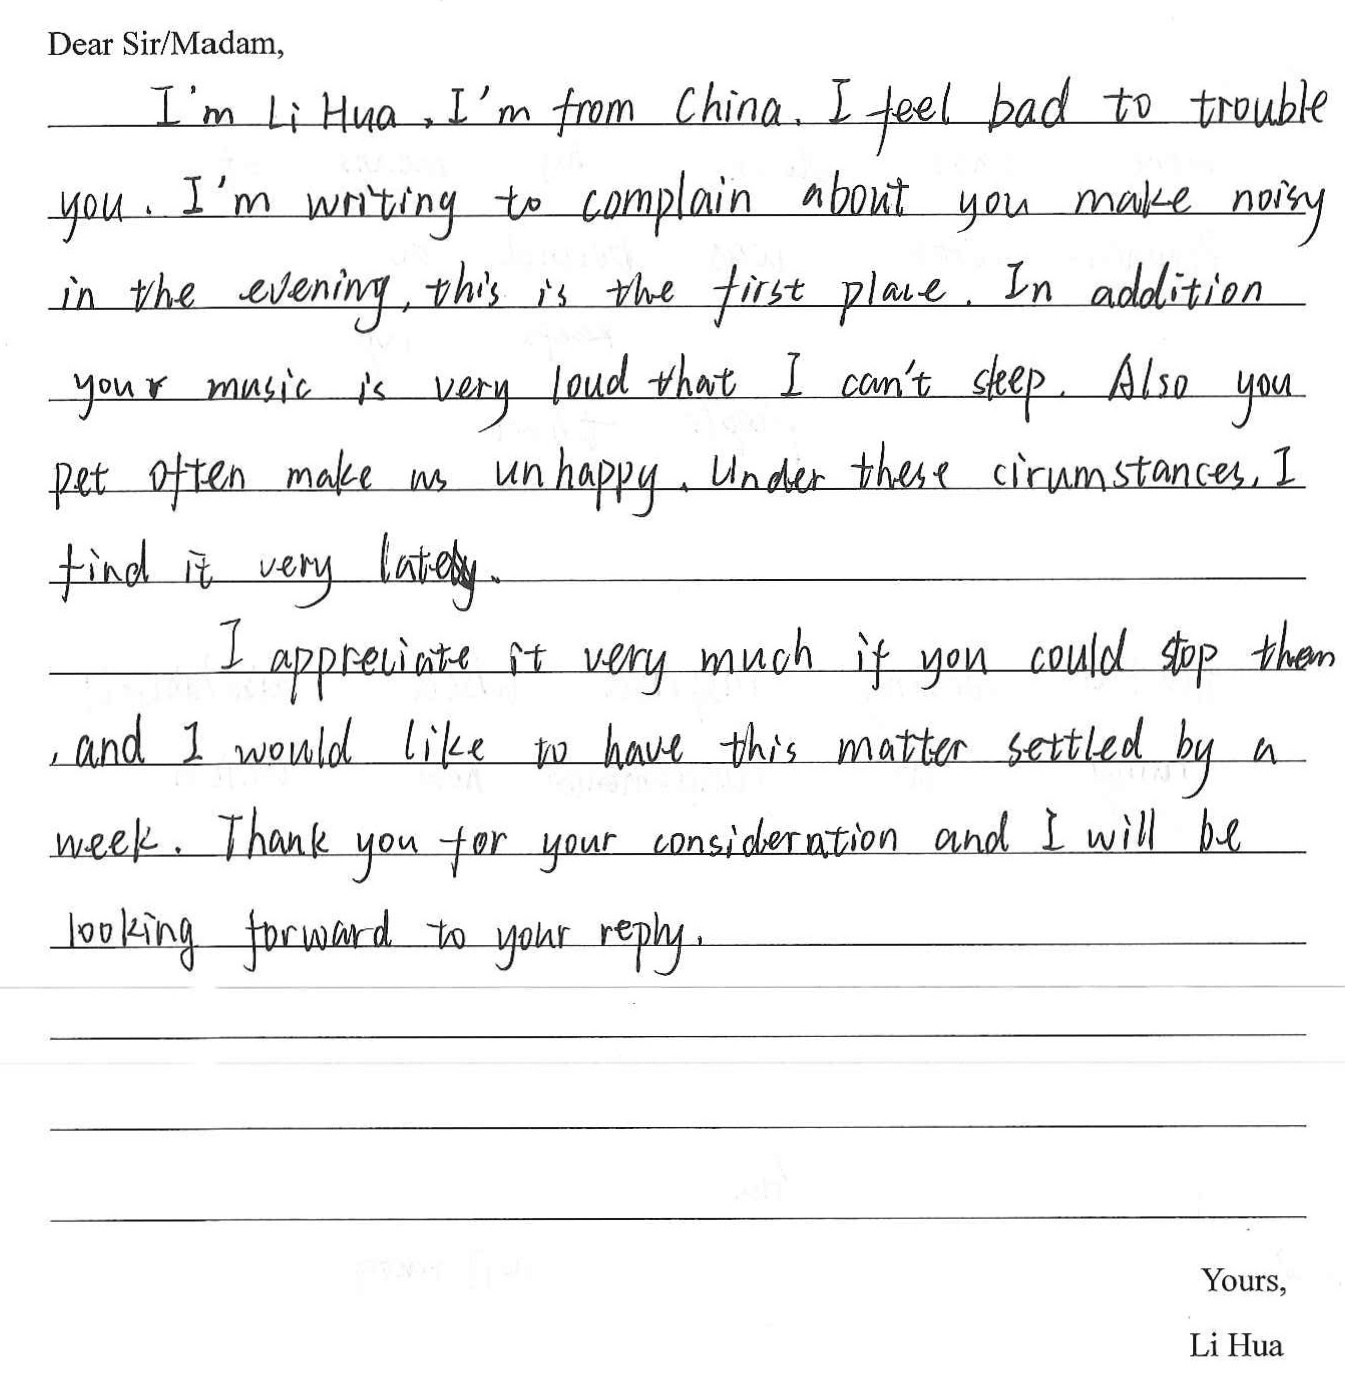 Dear Sir/Madam,
I'm Li Hua, I'm from China. I feel bad to trouble
you. I'm writing to complain about you make noisy
in the evening, this is the first place. In addition
your music is very loud that I can't sleep. Also you
pet often make us unhappy. Under these cirumstances, I
find it very lately.
I appreciate it very much if you could stop them
, and I would like to have this matter settled by a
week. Thank you for your consideration and I will be
looking forward to your reply.
Yours,
Li Hua